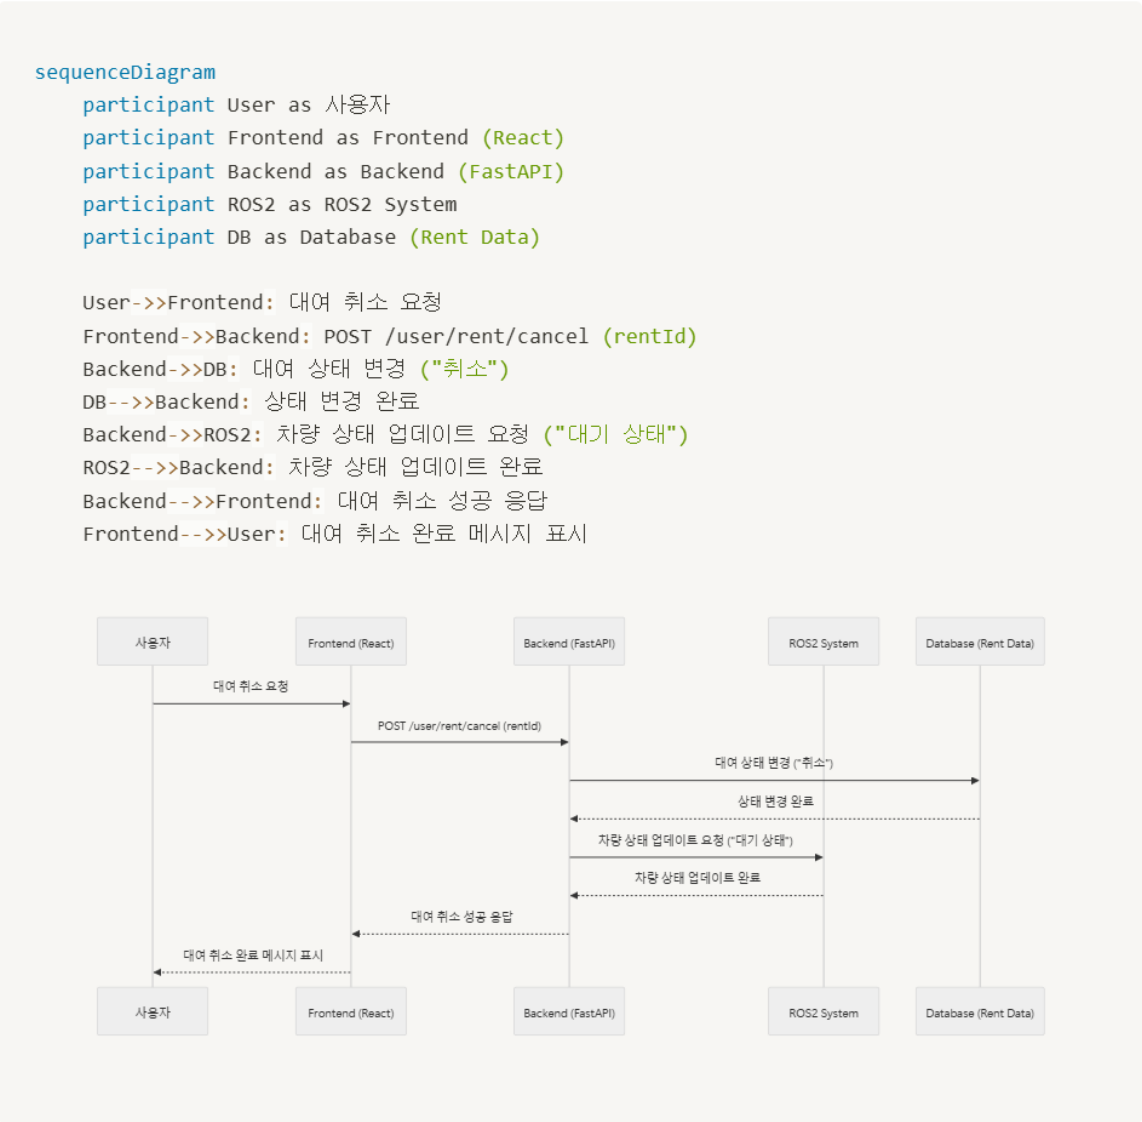 sequenceDiagram
participant User as 사용자
participant Frontend as Frontend (React)
participant Backend as Backend (FastAPI)
participant ROS2 as ROS2 System
participant DB as Database (Rent Data)
User->>Frontend: 대여 취소 요청
Frontend->>Backend: POST /user/rent/cancel (rentId)
Backend->>DB: 대여 상태 변경 ("취소")
DB-->>Backend: 상태 변경 완료
Backend->>ROS2: 차량 상태 업데이트 요청 ("대기 상태")
ROS2-->>Backend: 차량 상태 업데이트 완료
Backend-->>Frontend: 대여 취소 성공 응답
Frontend-->>User: 대여 취소 완료 메시지 표시
사용자 Frontend (React) Backend (FastAPI) ROS2 System Database (Rent Data)
대여 취소 요청
POST /user/rent/cancel (rentId)
대여 상태 변경 ("취소")
상태 변경 완료
차량 상태 업데이트 요청 ("대기 상태")
차량 상태 업데이트 완료
대여 취소 성공 응답
대여 취소 완료 메시지 표시
사용자 Frontend (React) Backend (FastAPI) ROS2 System Database (Rent Data)